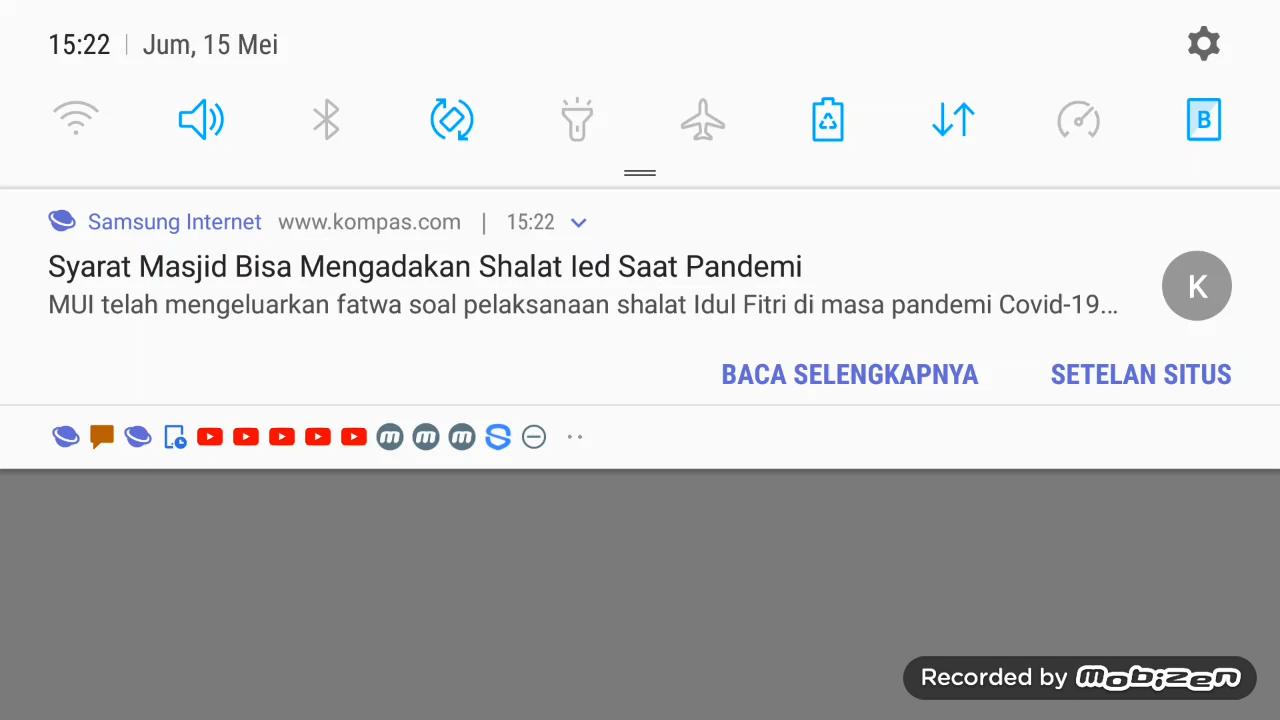 15:22 | Jum, 15 Mei
B
Samsung Internet www.kompas.com | 15:22
Syarat Masjid Bisa Mengadakan Shalat Ied Saat Pandemi
MUI telah mengeluarkan fatwa soal pelaksanaan shalat Idul Fitri di masa pandemi Covid-19...
K
BACA SELENGKAPNYA SETELAN SITUS
m m m S
Recorded by mobizen